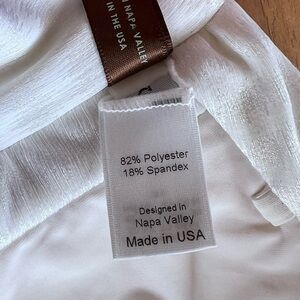 N NAPA VALLEY
IN THE USA
82% Polyester
18% Spandex
Designed in
Napa Valley
Made in USA